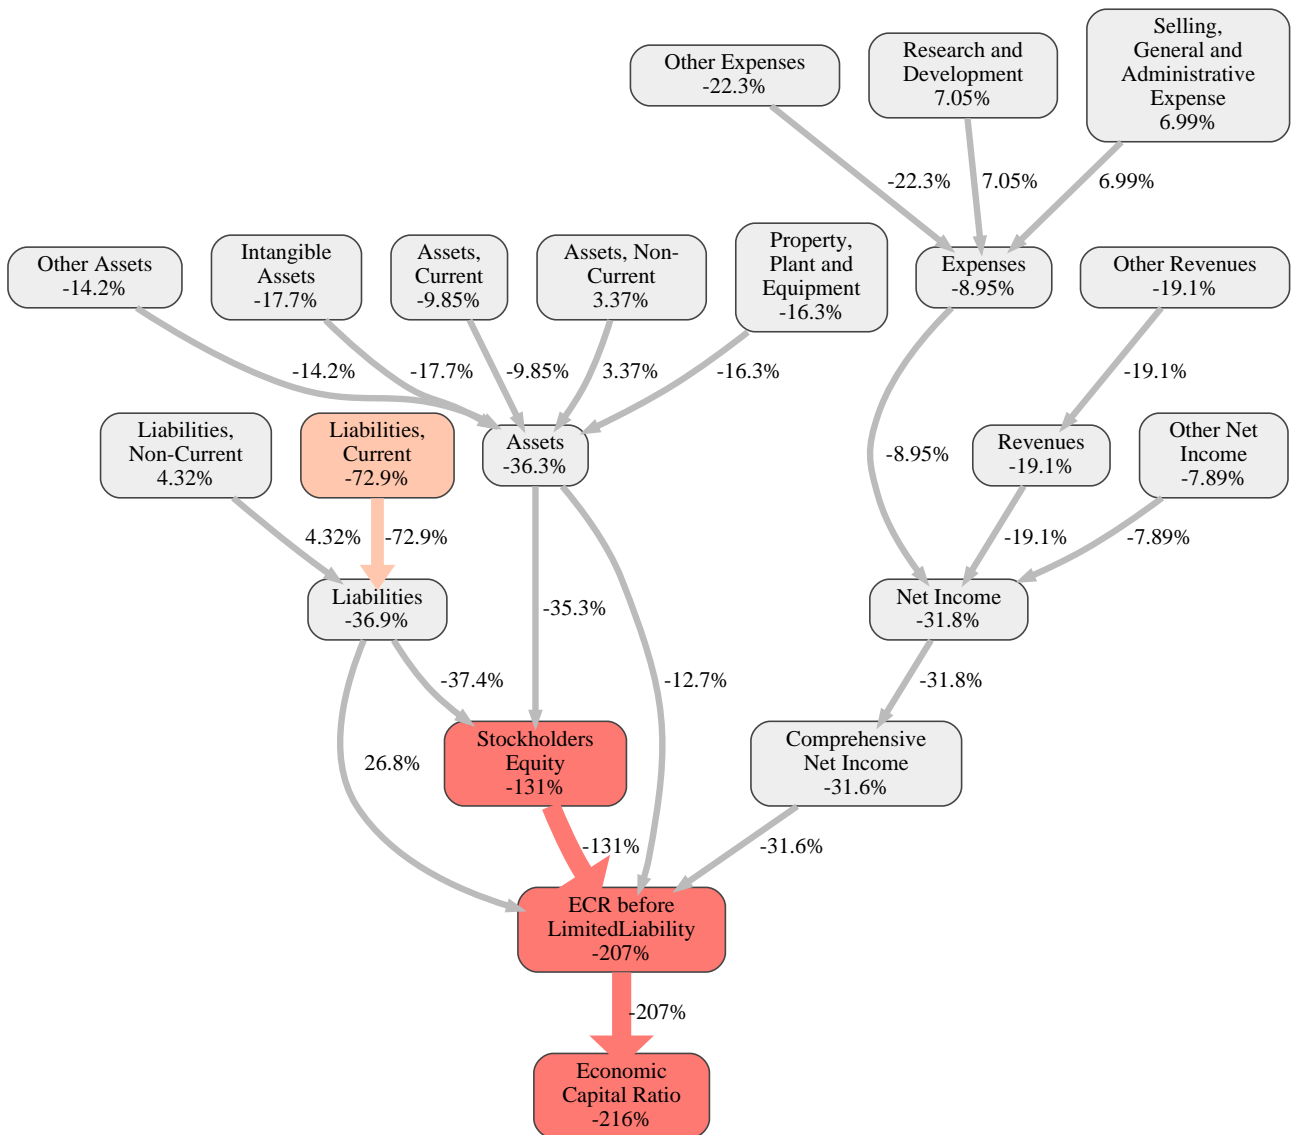 Selling,
General and
Administrative
Expense
6.99%
Research and
Development
7.05%
Other Expenses
-22.3%
-22.3%
7.05%
6.99%
Other Assets
-14.2%
Intangible
Assets
-17.7%
Assets,
Current
-9.85%
Assets, Non-
Current
3.37%
Property,
Plant and
Equipment
-16.3%
Expenses
-8.95%
Other Revenues
-19.1%
-14.2%
-17.7%
-9.85%
3.37%
-16.3%
-19.1%
Liabilities,
Non-Current
4.32%
Liabilities,
Current
-72.9%
Assets
-36.3%
-8.95%
Revenues
-19.1%
Other Net
Income
-7.89%
4.32%
-72.9%
-19.1%
-7.89%
Liabilities
-36.9%
-35.3%
Net Income
-31.8%
-37.4%
-12.7%
-31.8%
26.8%
Stockholders
Equity
-131%
Comprehensive
Net Income
-31.6%
-131%
-31.6%
ECR before
LimitedLiability
-207%
-207%
Economic
Capital Ratio
-216%